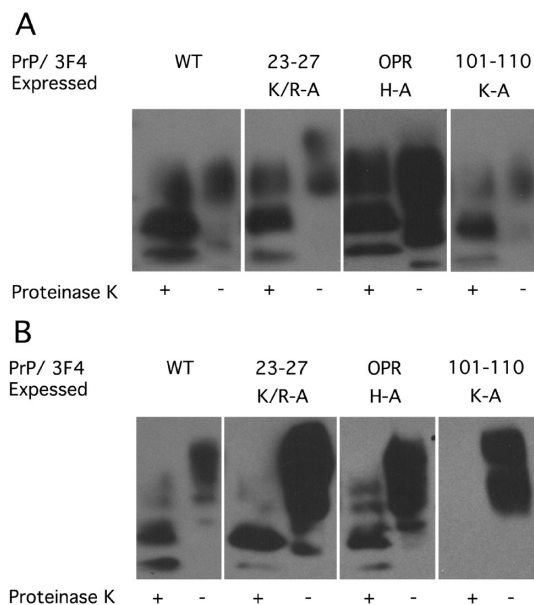 A
PrP/ 3F4 WT 23-27 OPR 101-110
Expressed K/R-A H-A K-A
Proteinase K + - + - + - + -
B
PrP/ 3F4 WT 23-27 OPR 101-110
Expessed K/R-A H-A K-A
Proteinase K + - + - + - + -